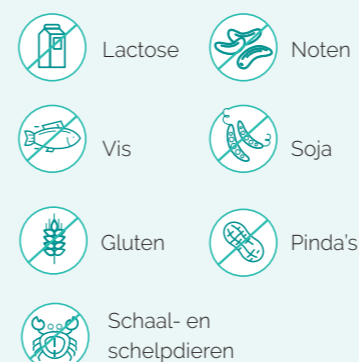 Lactose
Noten
Vis
Soja
Gluten
Pinda's
Schaal- en
schelpdieren